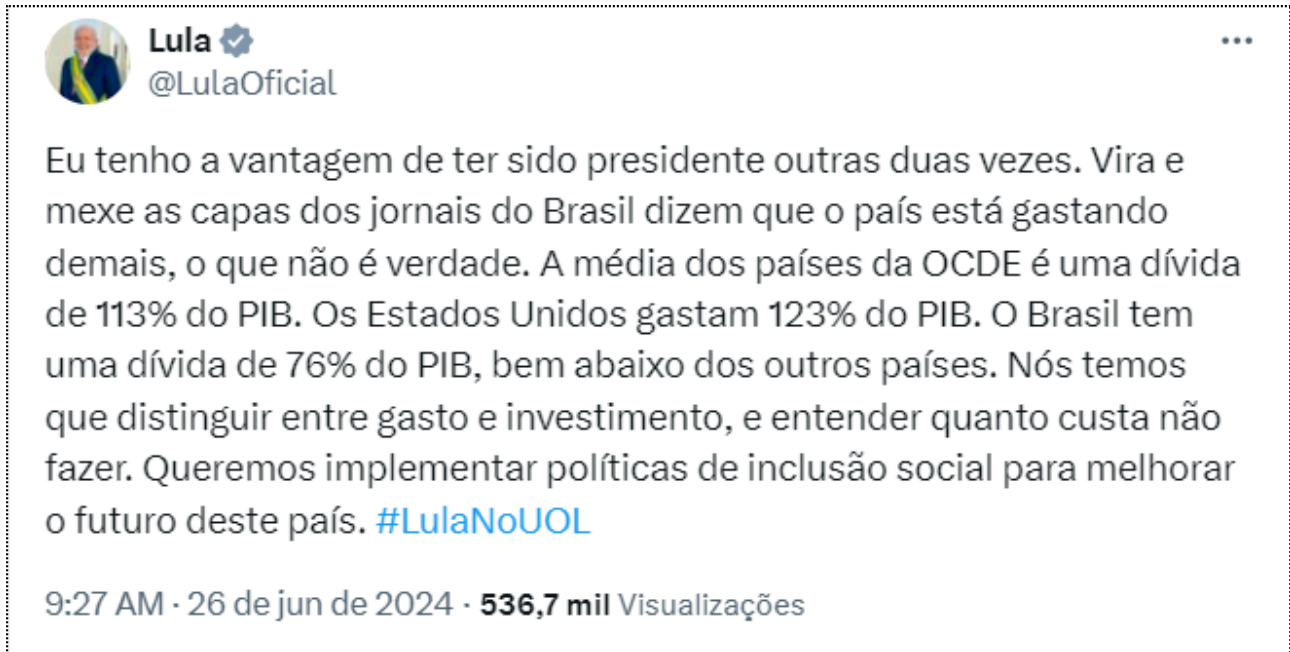 Lula
@LulaOficial
Eu tenho a vantagem de ter sido presidente outras duas vezes. Vira e
mexe as capas dos jornais do Brasil dizem que o país está gastando
demais, o que não é verdade. A média dos países da OCDE é uma dívida
de 113% do PIB. Os Estados Unidos gastam 123% do PIB. O Brasil tem
uma dívida de 76% do PIB, bem abaixo dos outros países. Nós temos
que distinguir entre gasto e investimento, e entender quanto custa não
fazer. Queremos implementar políticas de inclusão social para melhorar
o futuro deste país. #LulaNoUOL
9:27 AM · 26 de jun de 2024 · 536,7 mil Visualizações